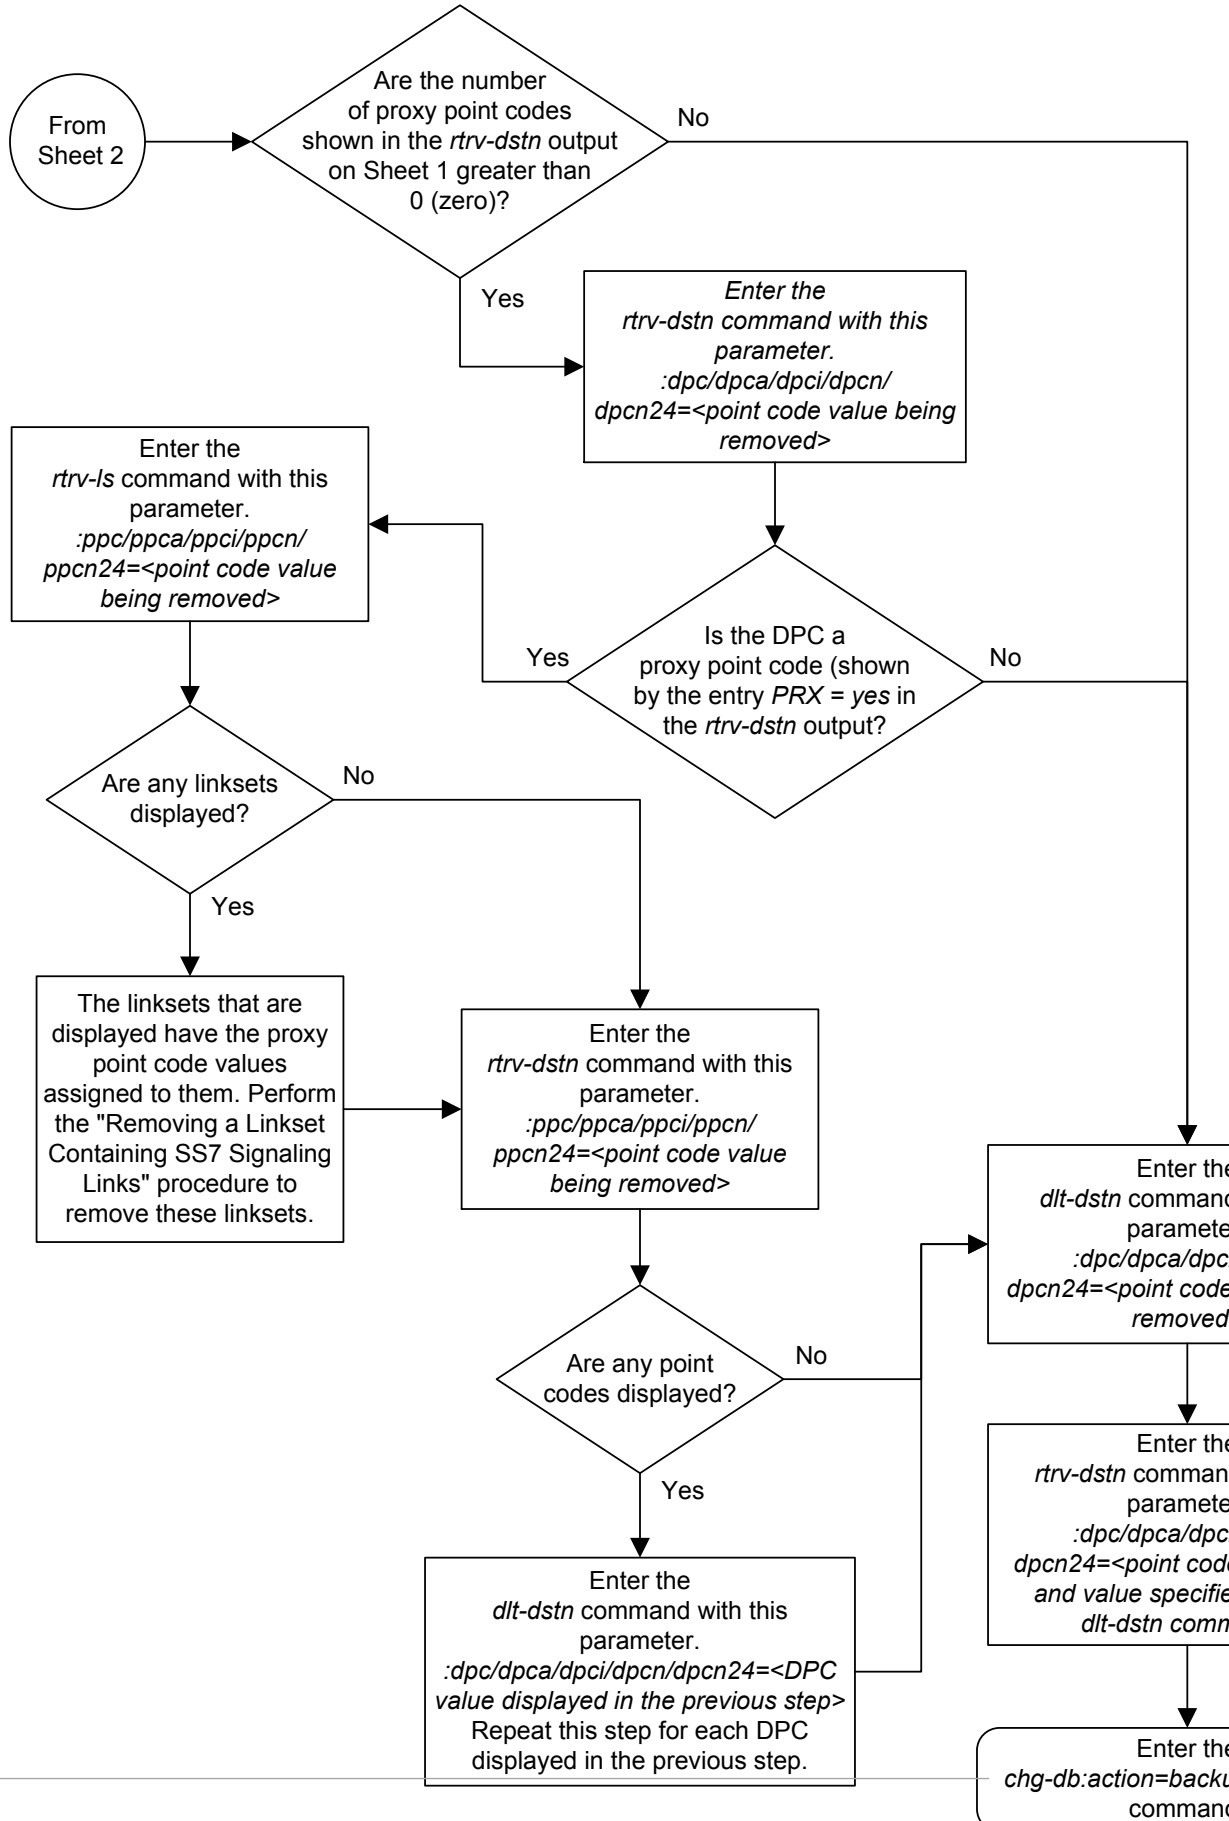 From
Sheet 2
Are the number
of proxy point codes
shown in the rtrv-dstn output
on Sheet 1 greater than
0 (zero)?
No
Yes
Enter the
rtrv-dstn command with this
parameter.
:dpc/dpca/dpci/dpcn/
dpcn24=<point code value being
removed>
Enter the
rtrv-ls command with this
parameter.
:ppc/ppca/ppci/ppcn/
ppcn24=<point code value
being removed>
Yes
Is the DPC a
proxy point code (shown
by the entry PRX = yes in
the rtrv-dstn output?
No
Are any linksets
displayed?
No
Yes
The linksets that are
displayed have the proxy
point code values
assigned to them. Perform
the "Removing a Linkset
Containing SS7 Signaling
Links" procedure to
remove these linksets.
Enter the
rtrv-dstn command with this
parameter.
:ppc/ppca/ppci/ppcn/
ppcn24=<point code value
being removed>
Are any point
codes displayed?
No
Yes
Enter the
dlt-dstn command with this
parameter.
:dpc/dpca/dpci/dpcn/dpcn24=<DPC
value displayed in the previous step>
Repeat this step for each DPC
displayed in the previous step.
Enter the
dlt-dstn command
:dpc/dpca/dpc
dpcn24=<point code
removed
Enter the
rtrv-dstn
:dpc/dpca/dpc
dpcn24=<point
and value
dlt-dstn
Enter the
chg-db:action=backu
command